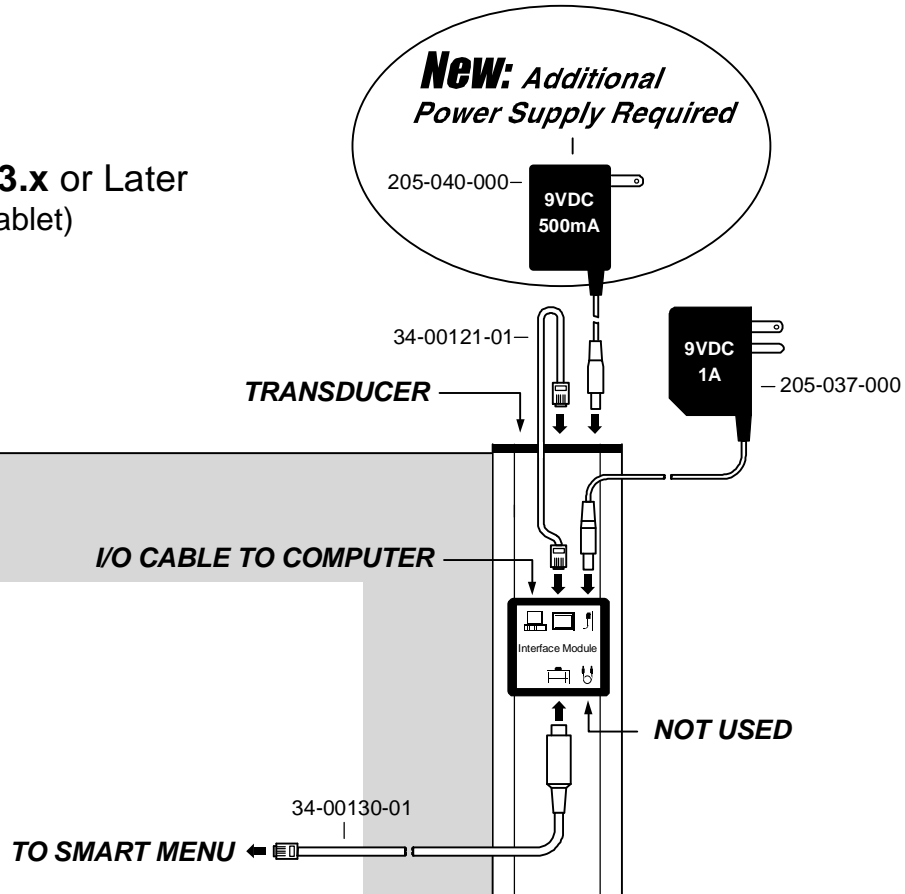 New: Additional
Power Supply Required
3.x or Later
ablet)
205-040-000
9VDC
500mA
34-00121-01
9VDC
1A
205-037-000
TRANSDUCER
I/O CABLE TO COMPUTER
Interface Module
NOT USED
34-00130-01
TO SMART MENU